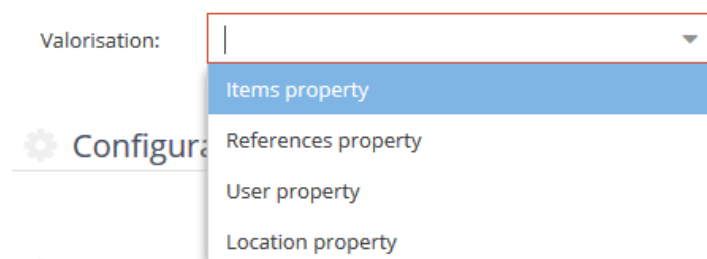 Valorisation:
Items property
Configura
References property
User property
Location property